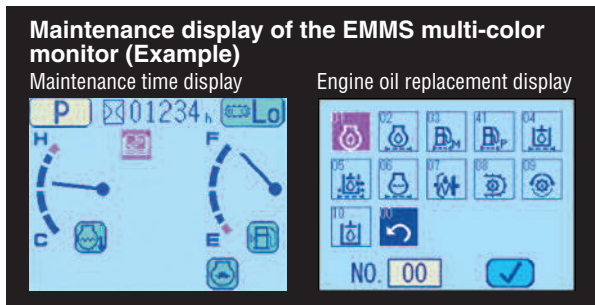 Maintenance display of the EMMS multi-color
monitor (Example)
Maintenance time display
Engine oil replacement display
P 01234 h Lo
H F
C E
01 02 03 M 41 P 04
05 06 07 08 09
10 00
NO. 00